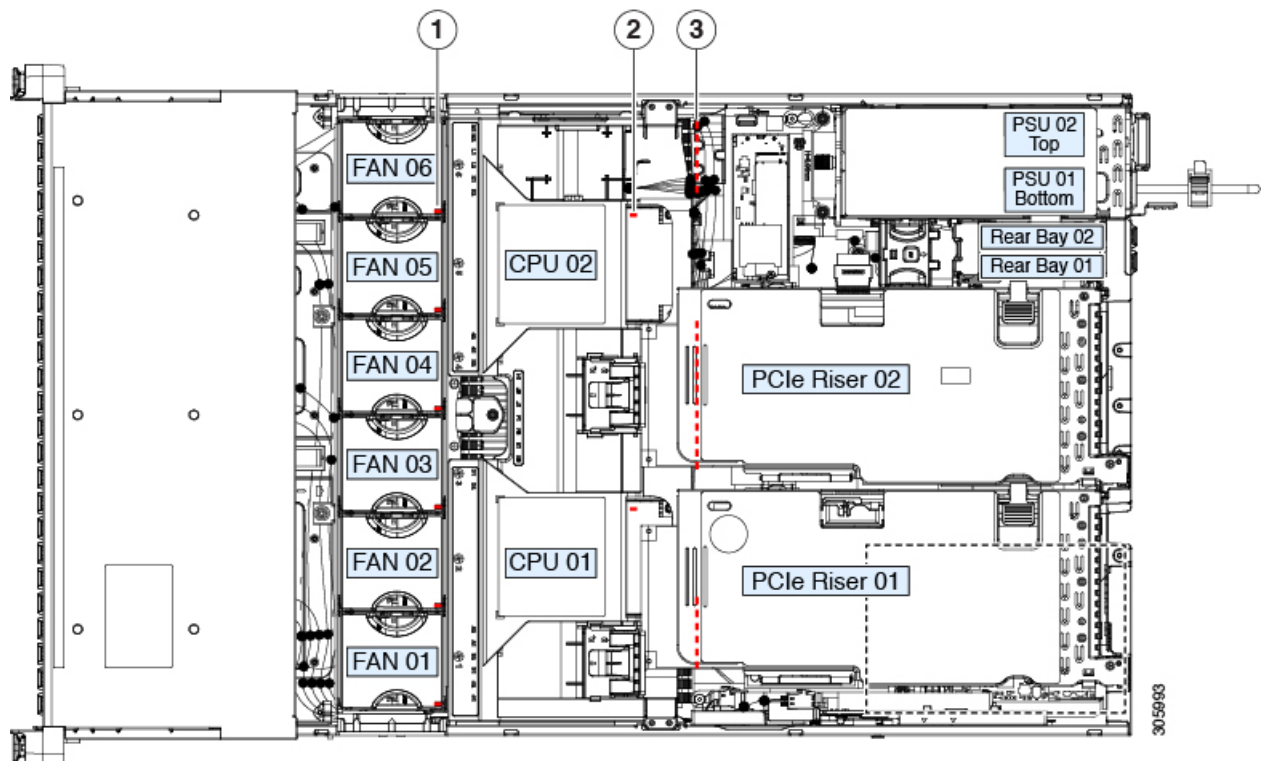 1 2 3
PSU 02
Top
FAN 06
PSU 01
Bottom
Rear Bay 02
FAN 05
CPU 02
Rear Bay 01
FAN 04
PCIe Riser 02
FAN 03
FAN 02
CPU 01
PCIe Riser 01
FAN 01
305993